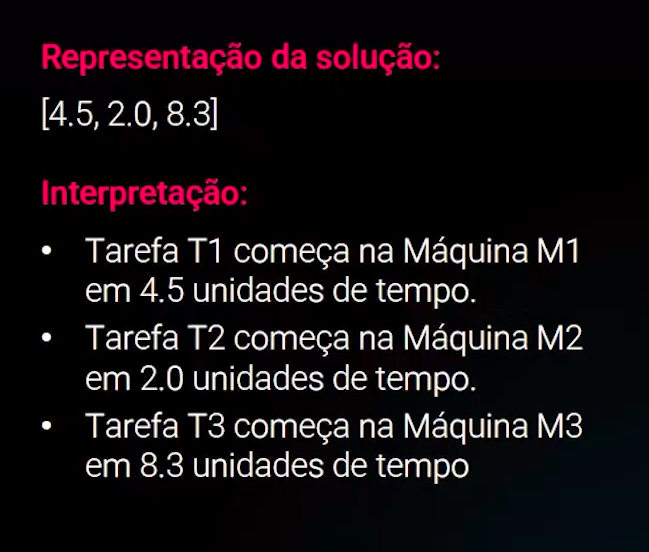 Representação da solução:
[4.5, 2.0, 8.3]
Interpretação:
• Tarefa T1 começa na Máquina M1
em 4.5 unidades de tempo.
• Tarefa T2 começa na Máquina M2
em 2.0 unidades de tempo.
• Tarefa T3 começa na Máquina M3
em 8.3 unidades de tempo